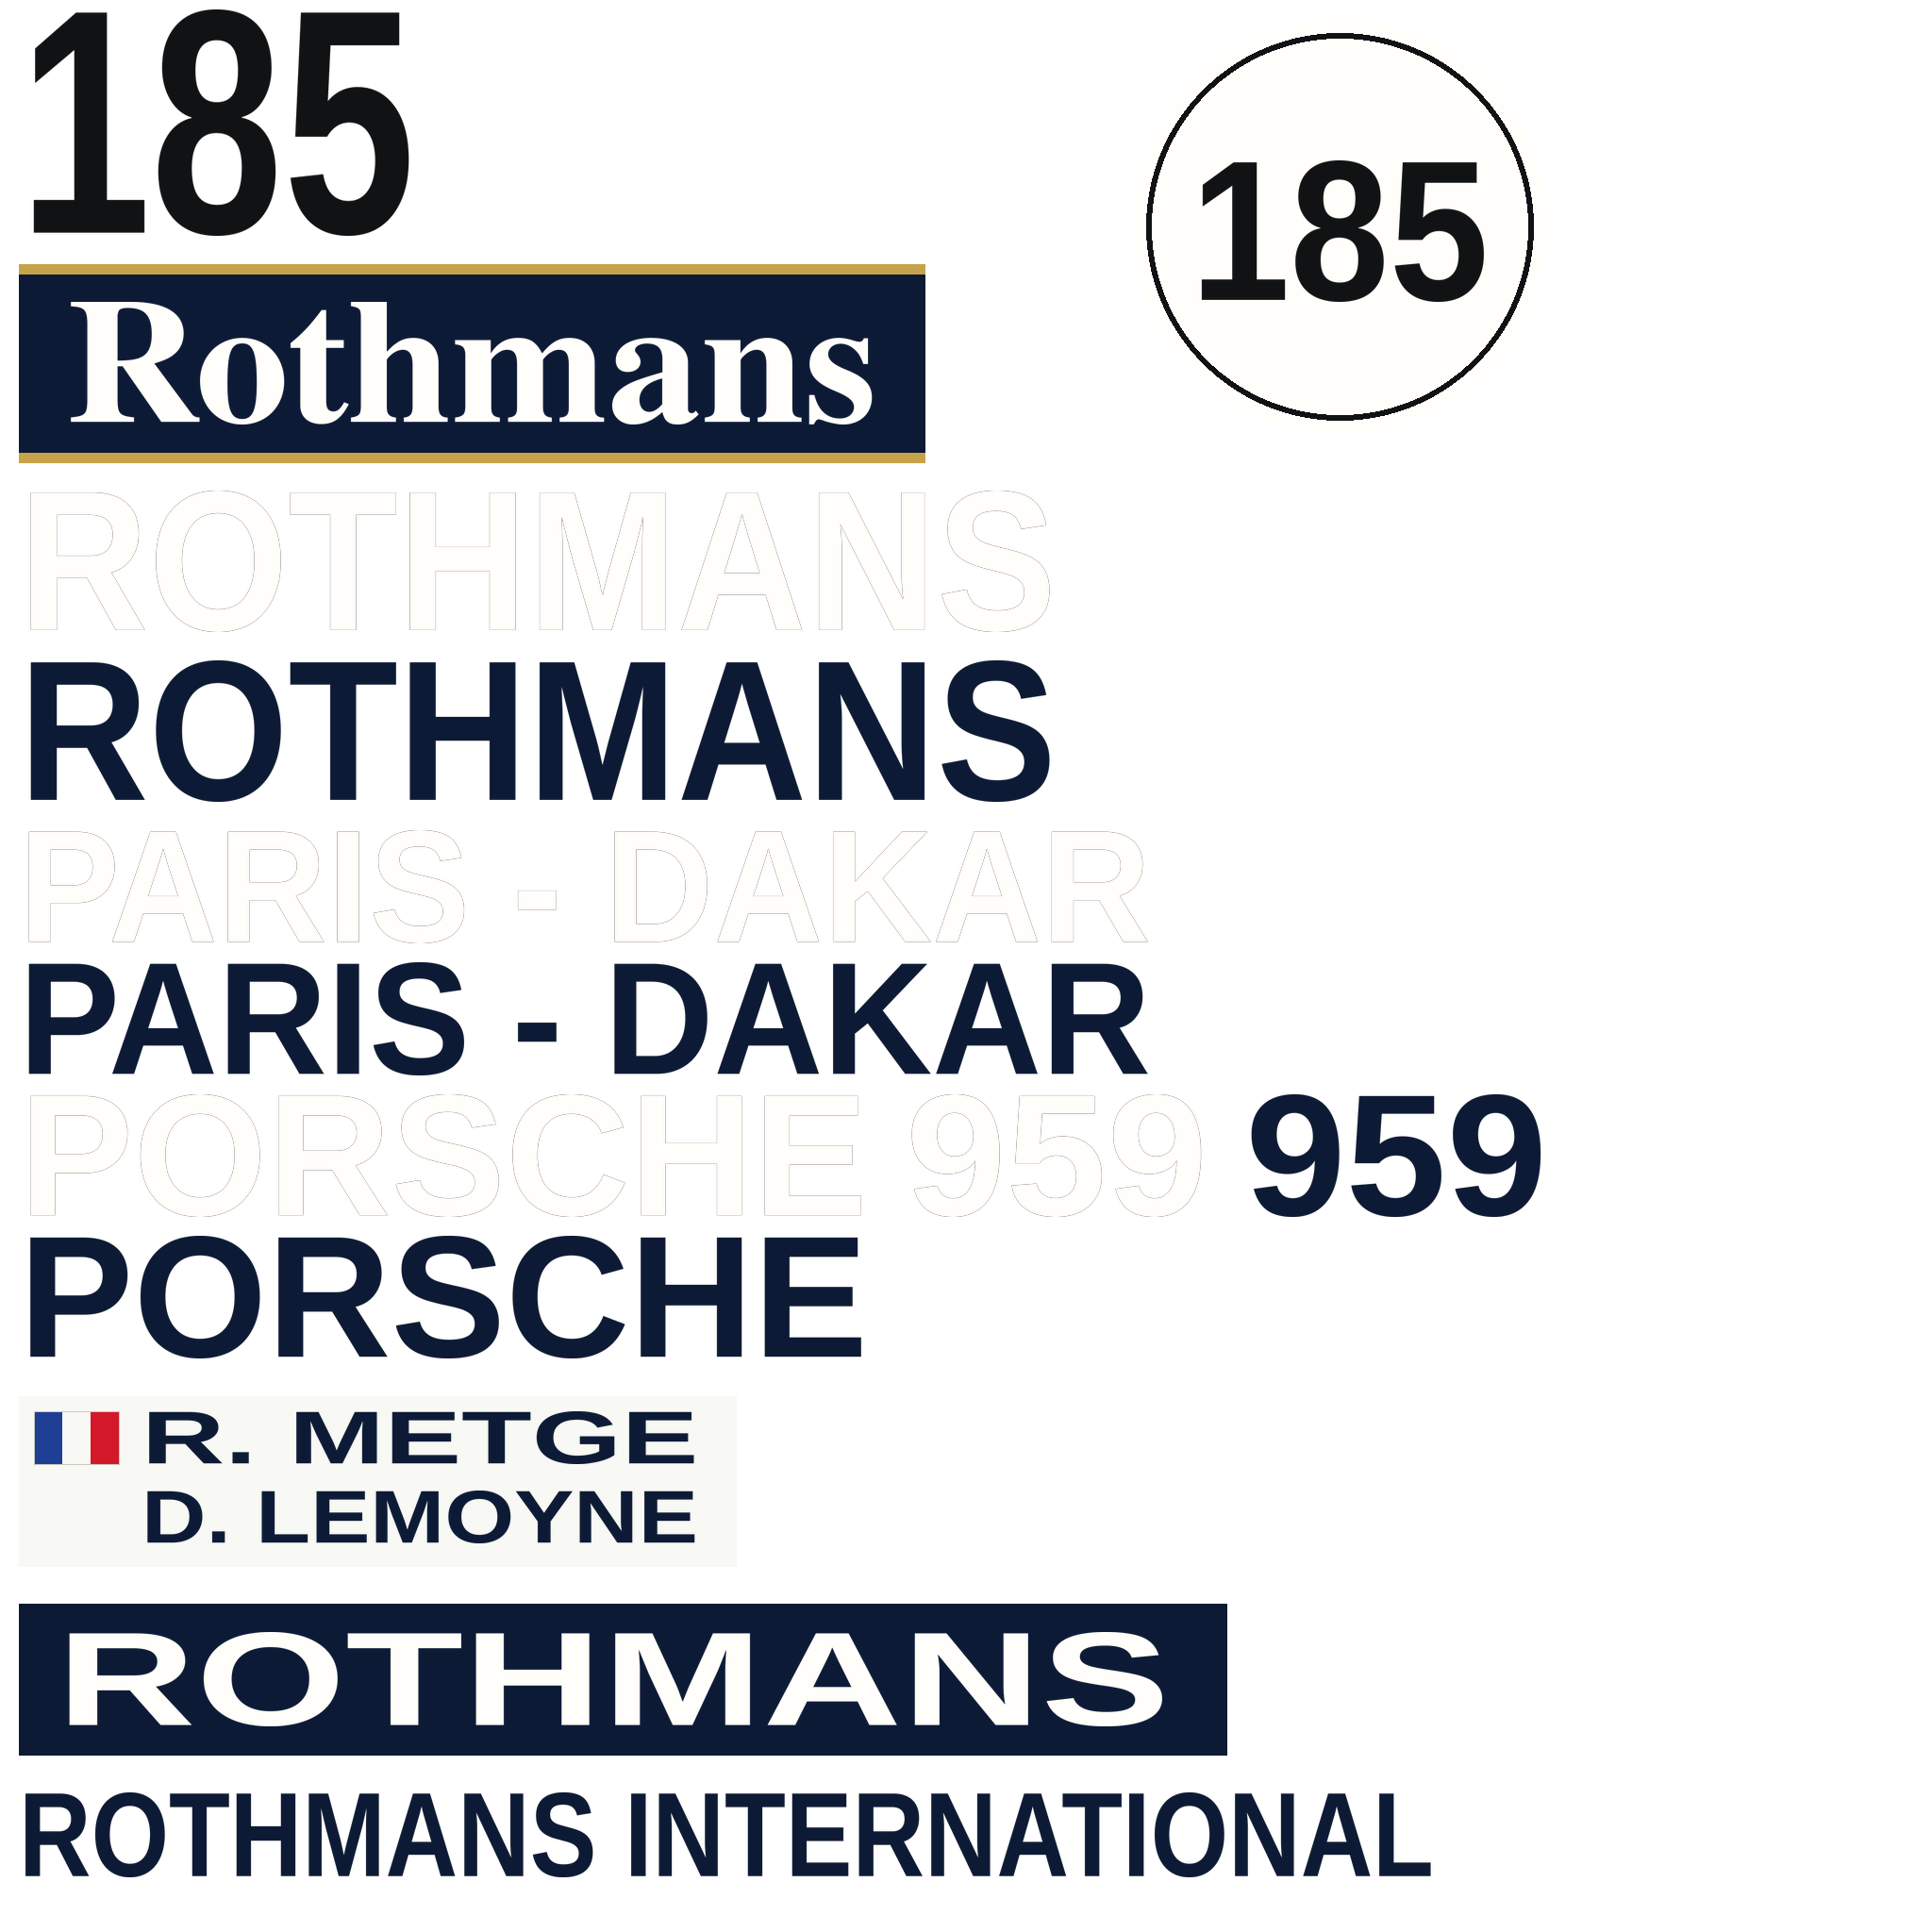 185
185
Rothmans
ROTHMANS
ROTHMANS
PARIS - DAKAR
PARIS - DAKAR
PORSCHE 959 959
PORSCHE
R. METGE
D. LEMOYNE
ROTHMANS
ROTHMANS INTERNATIONAL